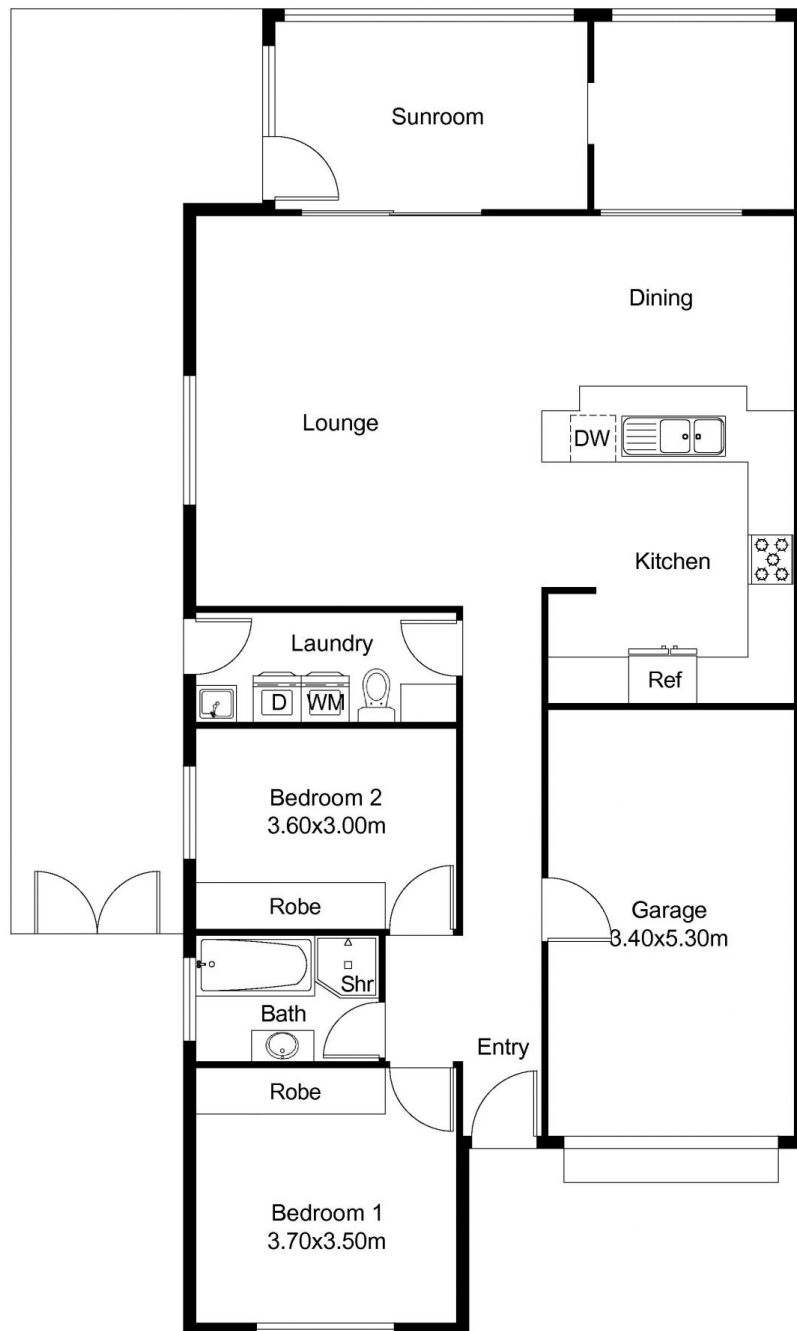 Sunroom
Dining
Lounge
DW
Kitchen
Laundry
D
WM
Ref
Bedroom 2
3.60x3.00m
Robe
Garage
3.40x5.30m
Shr
Bath
Entry
Robe
Bedroom 1
3.70x3.50m